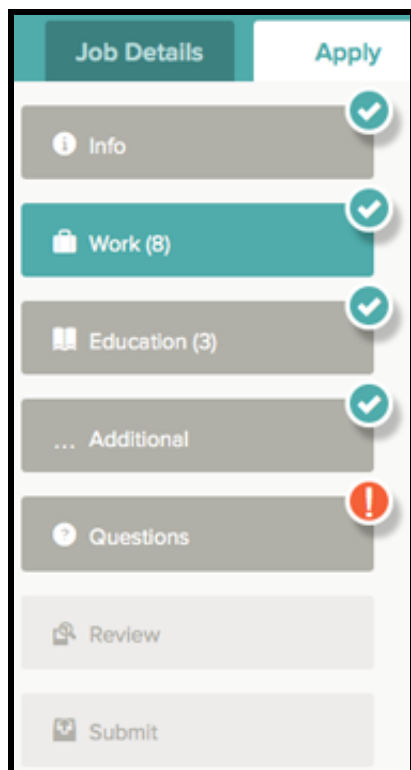 Job Details
Apply
Info
Work (8)
Education (3)
... Additional
Questions
Review
Submit